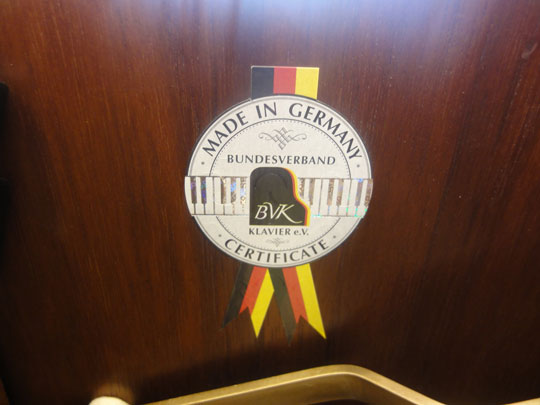 MADE IN GERMANY
BUNDESVERBAND
BVK
KLAVIER e.V.
CERTIFICATE